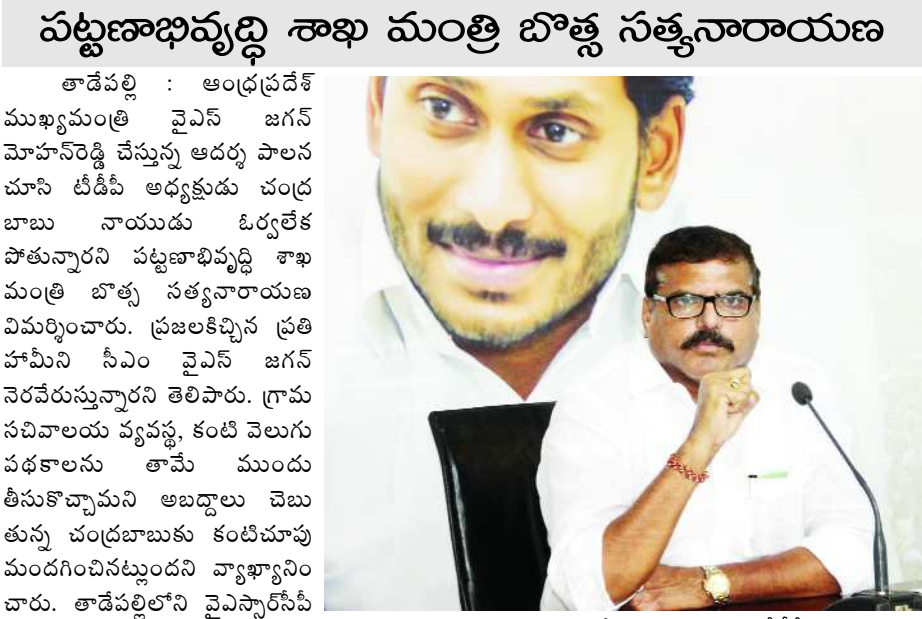 పట్టణాభివృద్ధి శాఖ మంత్రి బొత్స సత్యనారాయణ
తాడేపల్లి : ఆంధ్రప్రదేశ్
ముఖ్యమంత్రి వైఎస్ జగన్
మోహన్‌రెడ్డి చేస్తున్న ఆదర్శ పాలన
చూసి టీడీపీ అధ్యక్షుడు చంద్ర
బాబు నాయుడు ఓర్వలేక
పోతున్నారని పట్టణాభివృద్ధి శాఖ
మంత్రి బొత్స సత్యనారాయణ
విమర్శించారు. ప్రజలకిచ్చిన ప్రతి
హామీని సీఎం వైఎస్ జగన్
నెరవేరుస్తున్నారని తెలిపారు. గ్రామ
సచివాలయ వ్యవస్థ, కంటి వెలుగు
పథకాలను తామే ముందు
తీసుకొచ్చామని అబద్దాలు చెబు
తున్న చంద్రబాబుకు కంటిచూపు
మందగించినట్లుందని వ్యాఖ్యానిం
చారు. తాడేపల్లిలోని వైఎస్సార్‌సీపీ